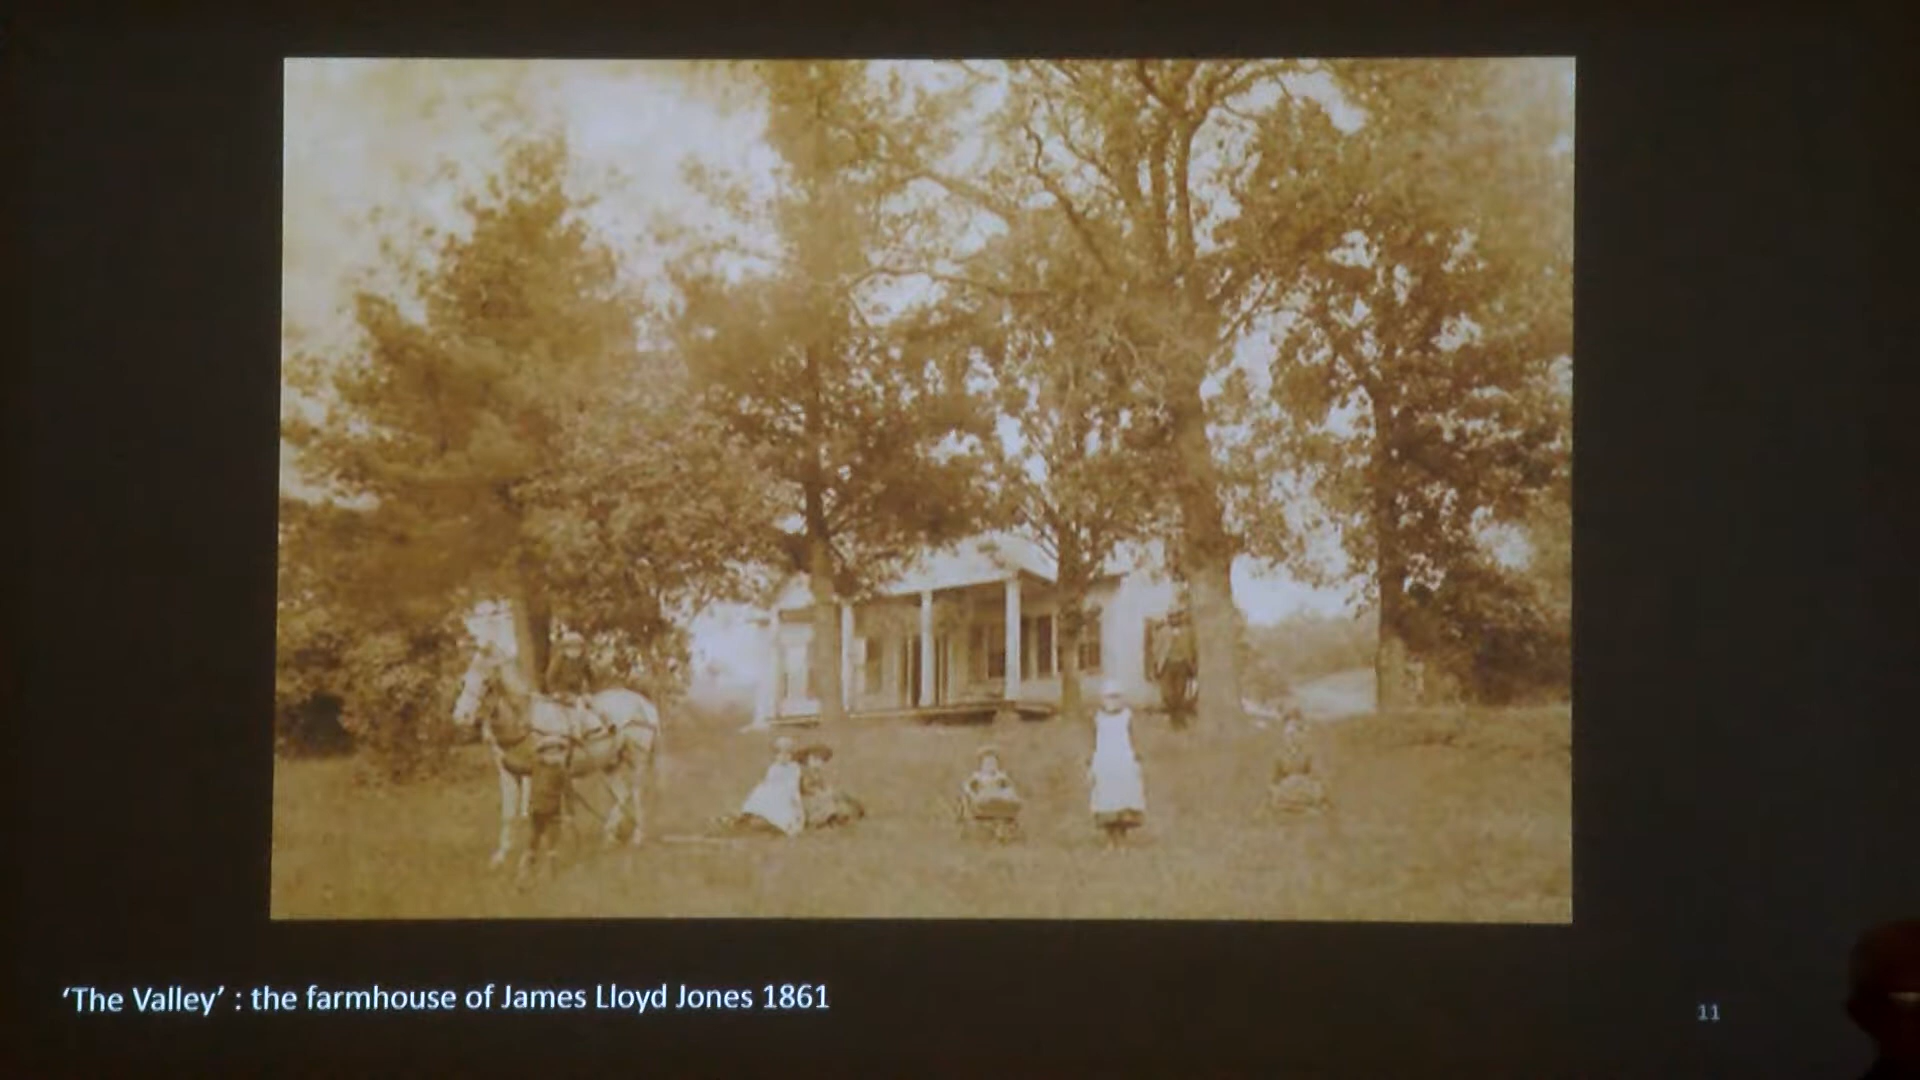 ‘The Valley’ : the farmhouse of James Lloyd Jones 1861
11